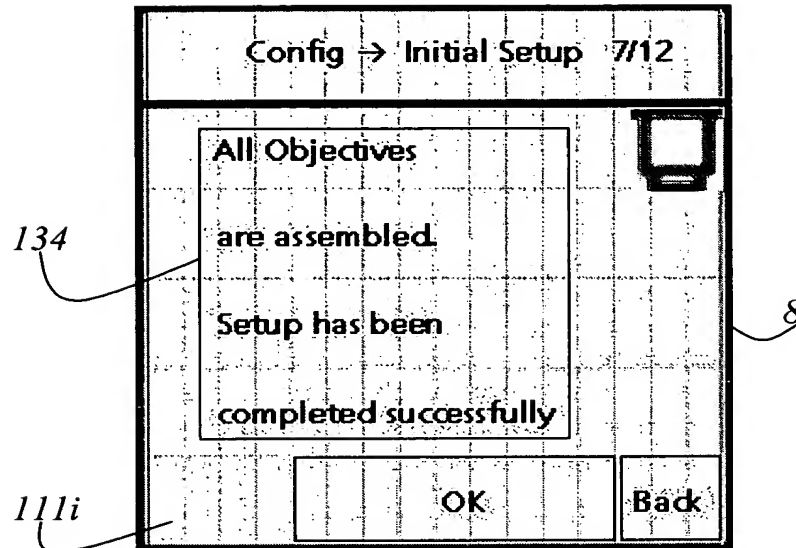 Config → Initial Setup 7/12
All Objectives
are assembled.
Setup has been
completed successfully
134
8
111i
OK
Back